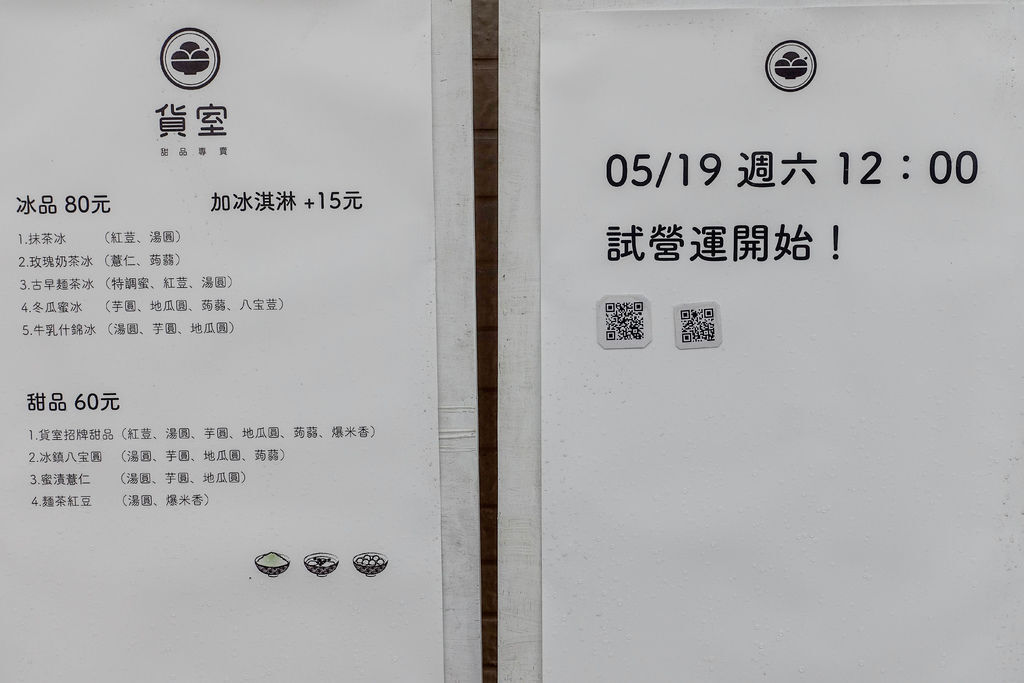 貨室
甜品專賣
冰品 80元
加冰淇淋 +15元
1.抹茶冰 （紅荳、湯圓）
2.玫瑰奶茶冰 （薏仁、蒟蒻）
3.古早麵茶冰 （特調蜜、紅荳、湯圓）
4.冬瓜蜜冰 （芋圓、地瓜圓、蒟蒻、八宝荳）
5.牛乳什錦冰 （湯圓、芋圓、地瓜圓）
甜品 60元
1.貨室招牌甜品（紅荳、湯圓、芋圓、地瓜圓、蒟蒻、爆米香）
2.冰鎮八宝圓 （湯圓、芋圓、地瓜圓、蒟蒻）
3.蜜漬薏仁 （湯圓、芋圓、地瓜圓）
4.麵茶紅豆 （湯圓、爆米香）
05/19 週六 12：00
試營運開始！